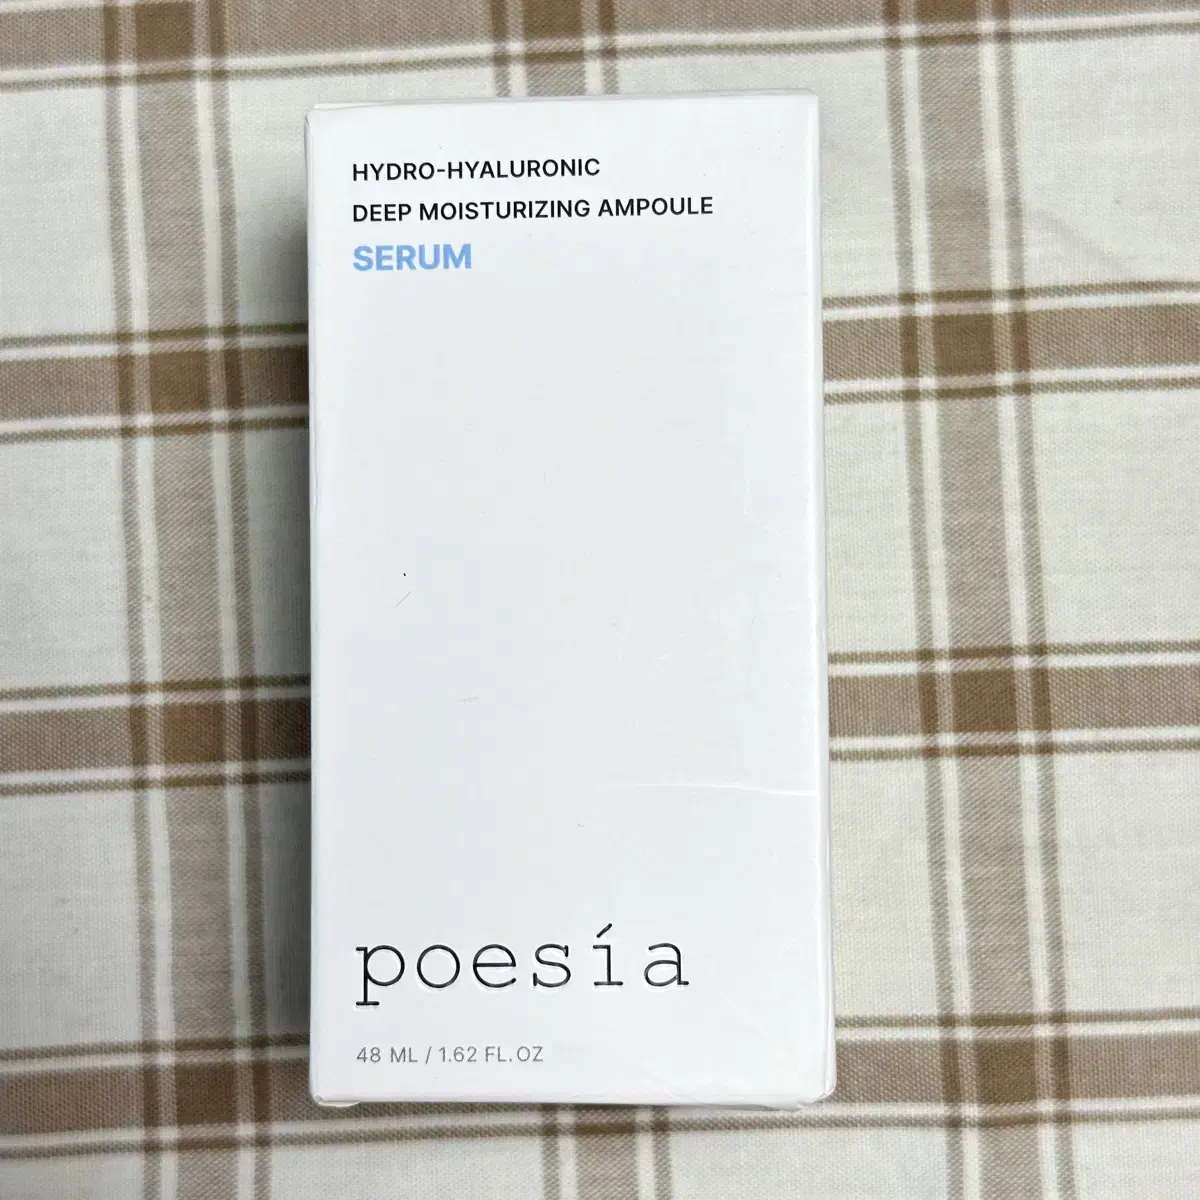 HYDRO-HYALURONIC
DEEP MOISTURIZING AMPOULE
SERUM
poesía
48 ML / 1.62 FL.OZ